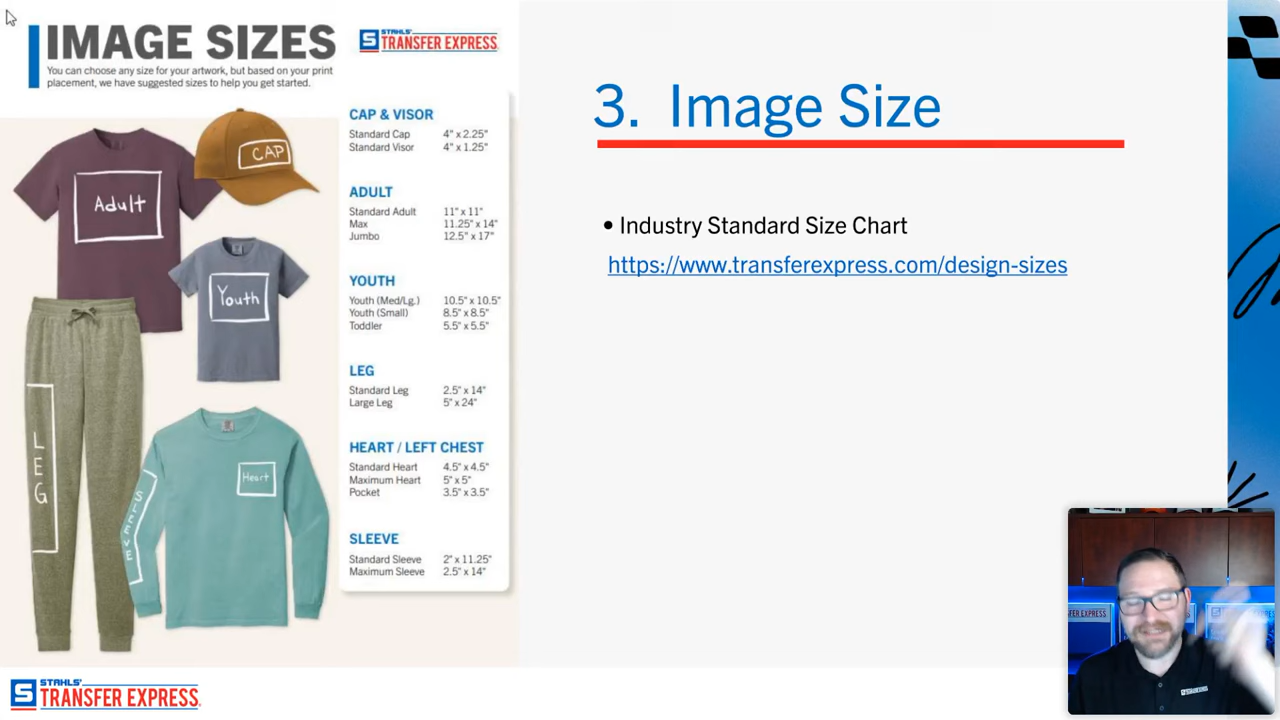 IMAGE SIZES
You can choose any size for your artwork, but based on your print
placement, we have suggested sizes to help you get started.
S STAHLS'
TRANSFER EXPRESS
CAP & VISOR
Standard Cap 4" x 2.25"
Standard Visor 4" x 1.25"
ADULT
Standard Adult 11" x 11"
Max 11.25" x 14"
Jumbo 12.5" x 17"
YOUTH
Youth (Med/Lg.) 10.5" x 10.5"
Youth (Small) 8.5" x 8.5"
Toddler 5.5" x 5.5"
LEG
Standard Leg 2.5" x 14"
Large Leg 5" x 24"
HEART / LEFT CHEST
Standard Heart 4.5" x 4.5"
Maximum Heart 5" x 5"
Pocket 3.5" x 3.5"
SLEEVE
Standard Sleeve 2" x 11.25"
Maximum Sleeve 2.5" x 14"
CAP
Adult
Youth
LEG
Heart
SLEEVE
3. Image Size
• Industry Standard Size Chart
https://www.transferexpress.com/design-sizes
FER EXPRESS
S STAHLS'
TRANSFER EXPRESS.